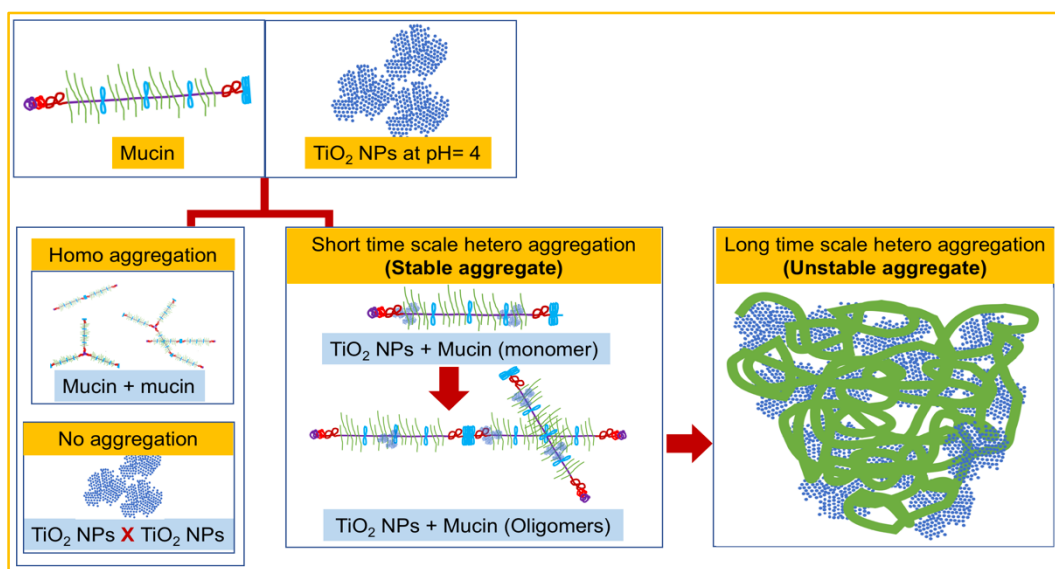 Mucin
TiO₂ NPs at pH= 4
Homo aggregation
Mucin + mucin
No aggregation
TiO₂ NPs X TiO₂ NPs
Short time scale hetero aggregation
(Stable aggregate)
TiO₂ NPs + Mucin (monomer)
TiO₂ NPs + Mucin (Oligomers)
Long time scale hetero aggregation
(Unstable aggregate)